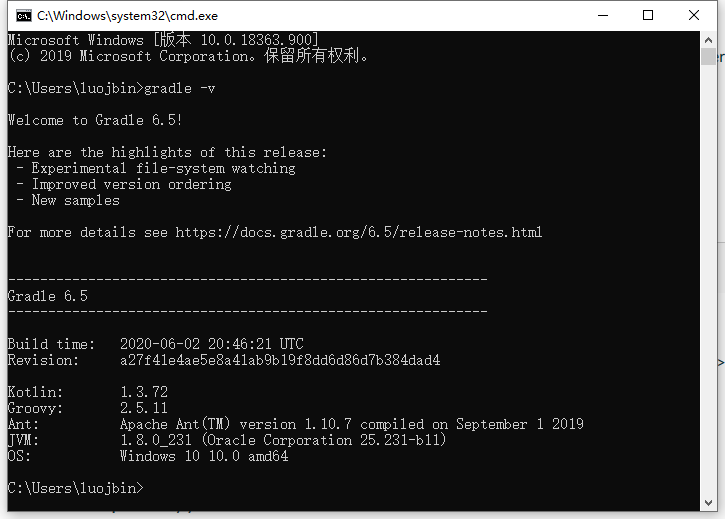 C:\Windows\system32\cmd.exe
Microsoft Windows [版本 10.0.18363.900]
(c) 2019 Microsoft Corporation。保留所有权利。
C:\Users\luojbin>gradle -v
Welcome to Gradle 6.5!
Here are the highlights of this release:
- Experimental file-system watching
- Improved version ordering
- New samples
For more details see https://docs.gradle.org/6.5/release-notes.html
------------------------------------------------------------
Gradle 6.5
------------------------------------------------------------
Build time:   2020-06-02 20:46:21 UTC
Revision:     a27f41e4ae5e8a41ab9b19f8dd6d86d7b384dad4
Kotlin:       1.3.72
Groovy:       2.5.11
Ant:          Apache Ant(TM) version 1.10.7 compiled on September 1 2019
JVM:          1.8.0_231 (Oracle Corporation 25.231-b11)
OS:           Windows 10 10.0 amd64
C:\Users\luojbin>